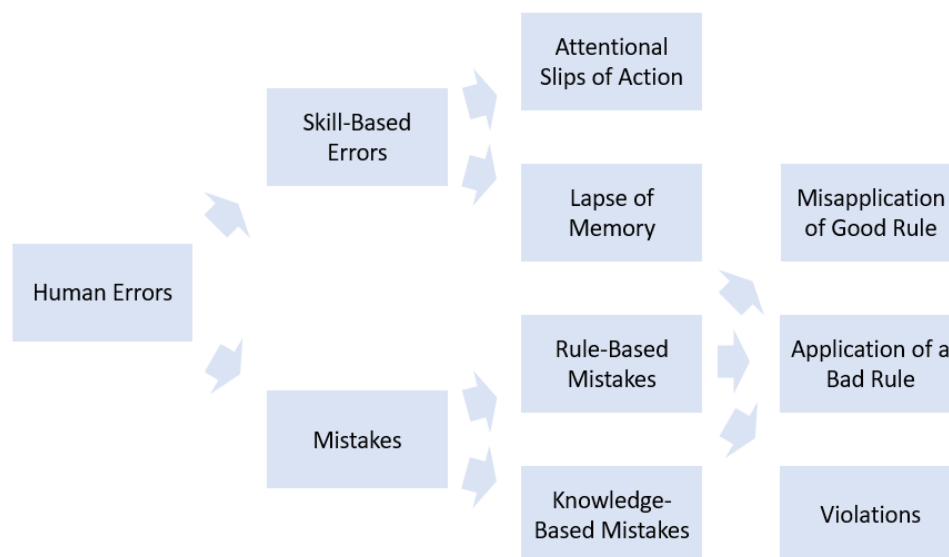 Attentional
Slips of Action
Skill-Based
Errors
Lapse of
Memory
Misapplication
of Good Rule
Human Errors
Rule-Based
Mistakes
Application of a
Bad Rule
Mistakes
Knowledge-
Based Mistakes
Violations